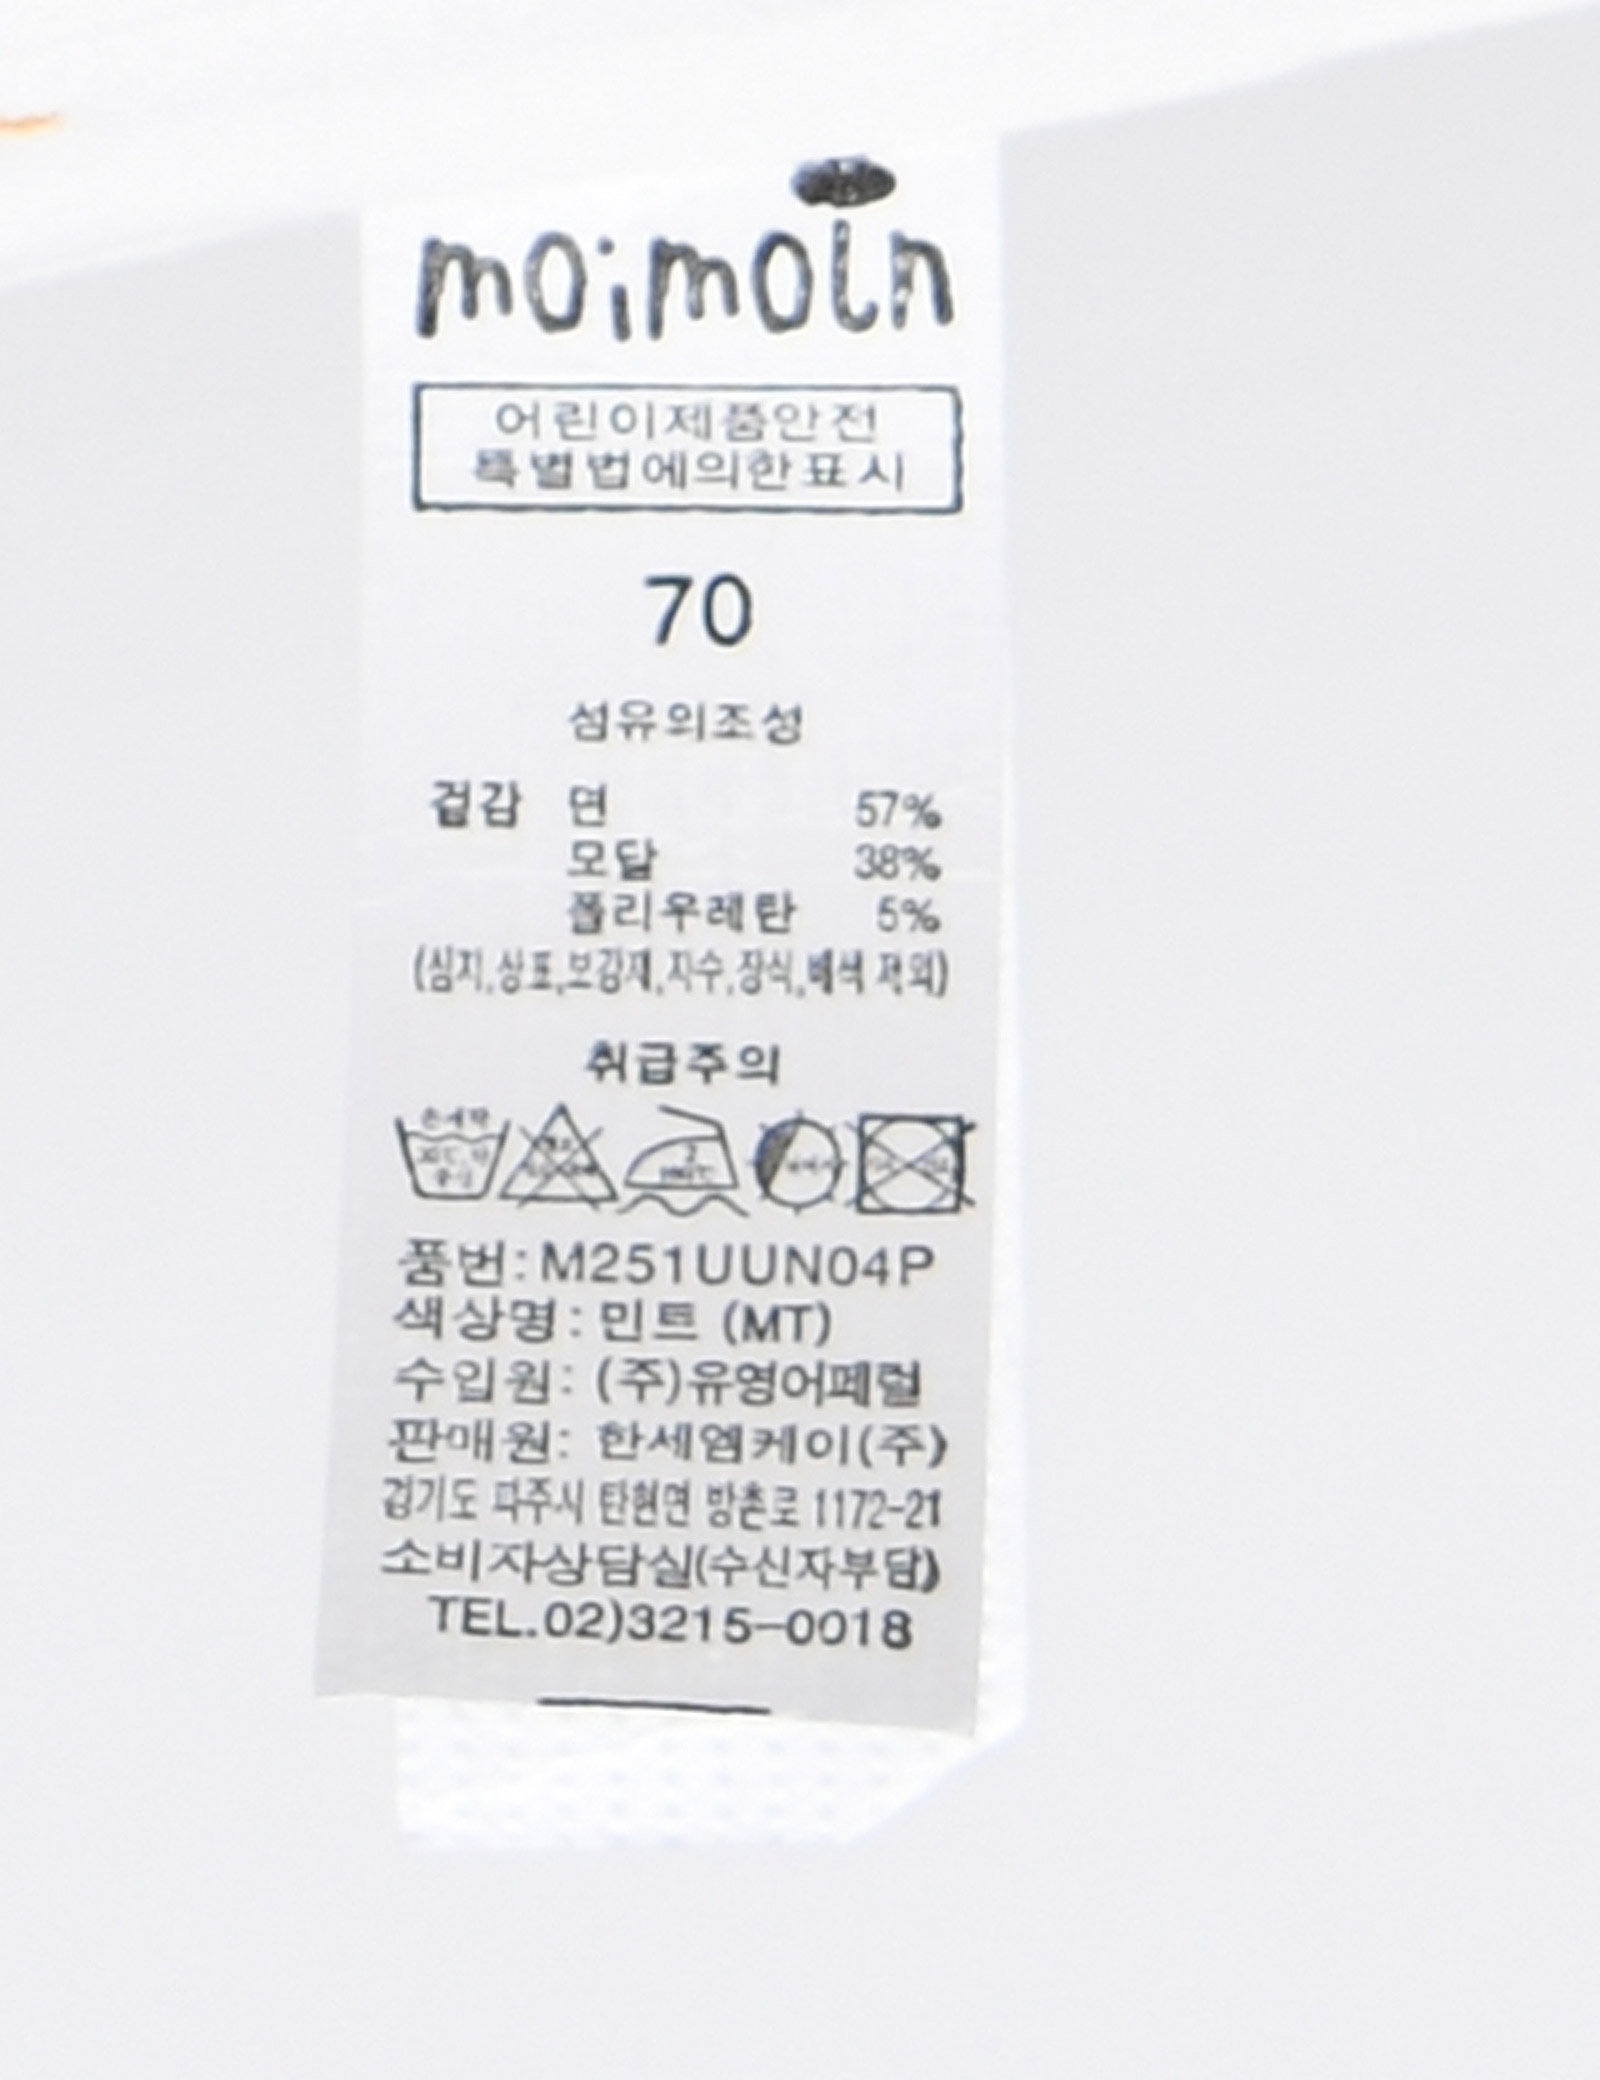 moimoln
어린이제품안전
특별법에의한표시
70
섬유의조성
겉감 면 57%
모달 38%
폴리우레탄 5%
(심지,상표,보강재,자수,장식,배색 제외)
취급주의
손세탁
품번:M251UUN04P
색상명:민트 (MT)
수입원: (주)유영어페럴
판매원: 한세엠케이(주)
경기도 파주시 탄현면 방촌로 1172-21
소비자상담실(수신자부담)
TEL.02)3215-0018